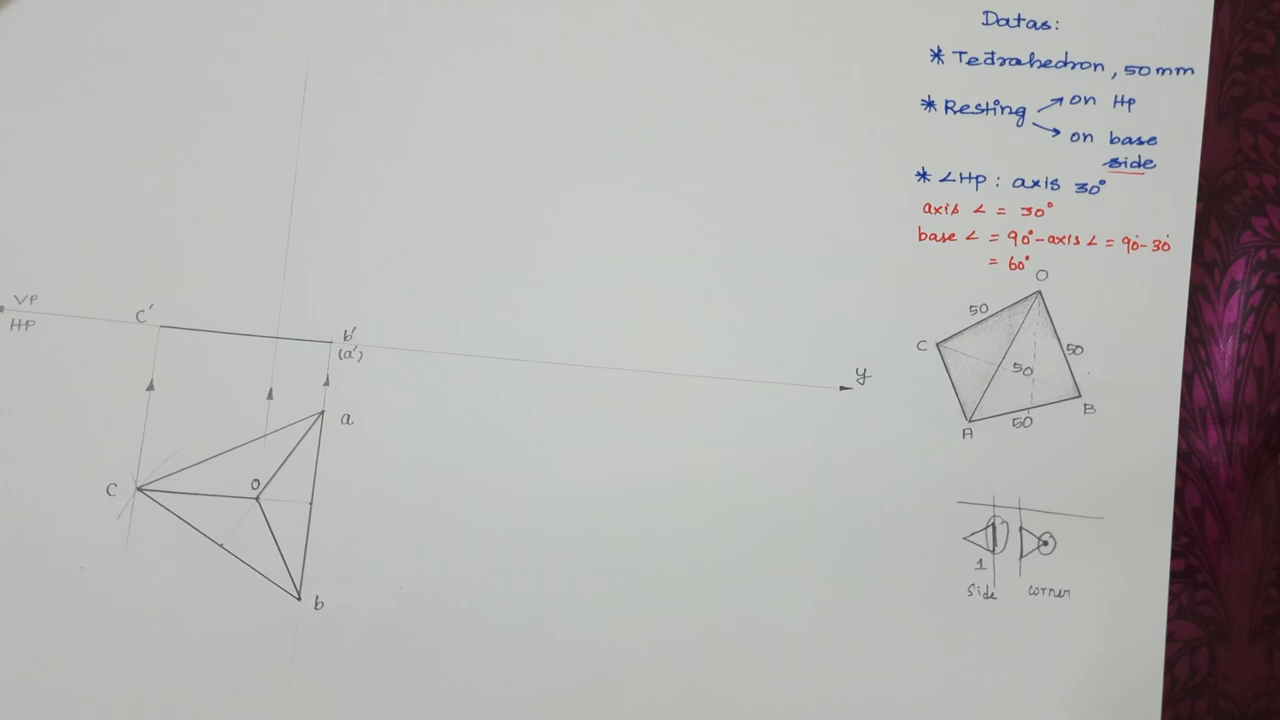 Datas:
* Tedrahedron, 50mm
* Resting → on Hp
→ on base
side
* ∠Hp: axis 30°
axis ∠ = 30°
base ∠ = 90° - axis ∠ = 90° - 30°
= 60°
O
50
C
50
50
B
50
A
1
Side
corner
VP
HP
c'
b'
(a')
y
a
C
O
b